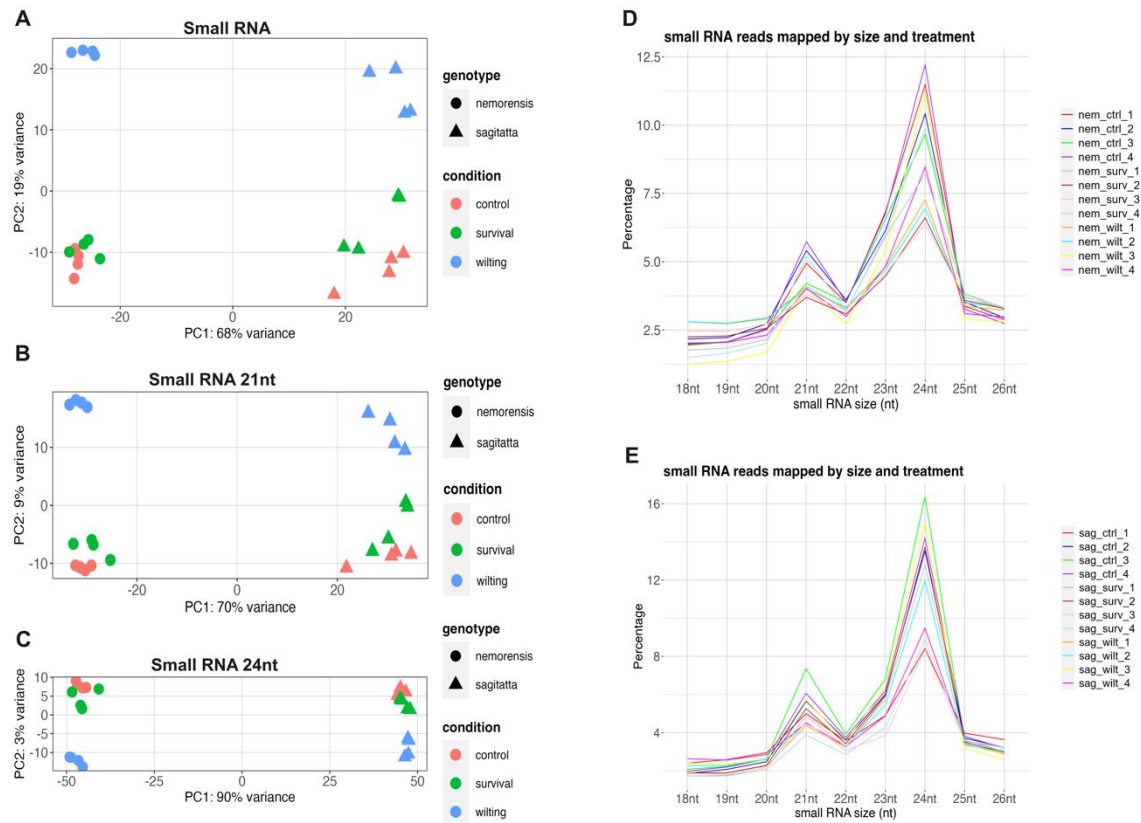 A
Small RNA
20
10
0
-10
-20
0
20
PC2: 19% variance
PC1: 68% variance
genotype
nemorensis
sagitatta
condition
control
survival
wilting
B
Small RNA 21nt
10
0
-10
-20
0
20
PC2: 9% variance
PC1: 70% variance
genotype
nemorensis
sagitatta
condition
control
survival
wilting
C
Small RNA 24nt
10
5
0
-5
-10
-50
-25
0
25
50
PC2: 3% variance
PC1: 90% variance
genotype
nemorensis
sagitatta
condition
control
survival
wilting
D
small RNA reads mapped by size and treatment
12.5
10.0
7.5
5.0
2.5
Percentage
18nt 19nt 20nt 21nt 22nt 23nt 24nt 25nt 26nt
small RNA size (nt)
nem_ctrl_1
nem_ctrl_2
nem_ctrl_3
nem_ctrl_4
nem_surv_1
nem_surv_2
nem_surv_3
nem_surv_4
nem_wilt_1
nem_wilt_2
nem_wilt_3
nem_wilt_4
E
small RNA reads mapped by size and treatment
16
12
8
4
Percentage
18nt 19nt 20nt 21nt 22nt 23nt 24nt 25nt 26nt
small RNA size (nt)
sag_ctrl_1
sag_ctrl_2
sag_ctrl_3
sag_ctrl_4
sag_surv_1
sag_surv_2
sag_surv_3
sag_surv_4
sag_wilt_1
sag_wilt_2
sag_wilt_3
sag_wilt_4